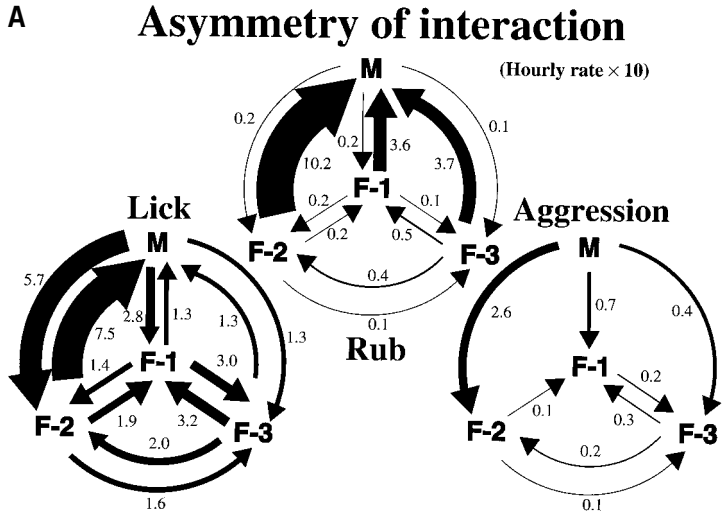 A
Asymmetry of interaction
(Hourly rate × 10)
M
0.2
0.1
0.2
3.6
10.2
3.7
F-1
0.2
0.1
0.2
0.5
F-2
F-3
0.4
0.1
Rub
Lick
M
5.7
2.8
1.3
1.3
1.3
7.5
F-1
1.4
3.0
1.9
3.2
F-2
F-3
2.0
1.6
Aggression
M
2.6
0.7
0.4
F-1
0.2
0.1
0.3
F-2
F-3
0.2
0.1